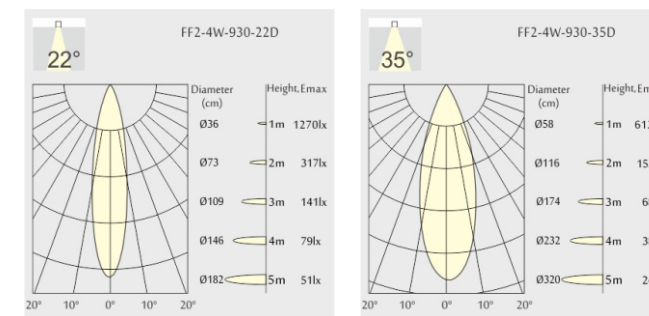 FF2-4W-930-22D
22°
Diameter Height,Emax
(cm)
Ø36 1m 1270lx
Ø73 2m 317lx
Ø109 3m 141lx
Ø146 4m 79lx
Ø182 5m 51lx
20° 10° 0° 10° 20°
FF2-4W-930-35D
35°
Diameter
(cm)
Ø58 1m
Ø116 2m
Ø174 3m
Ø232 4m
Ø320 5m
20° 10° 0° 10° 20°